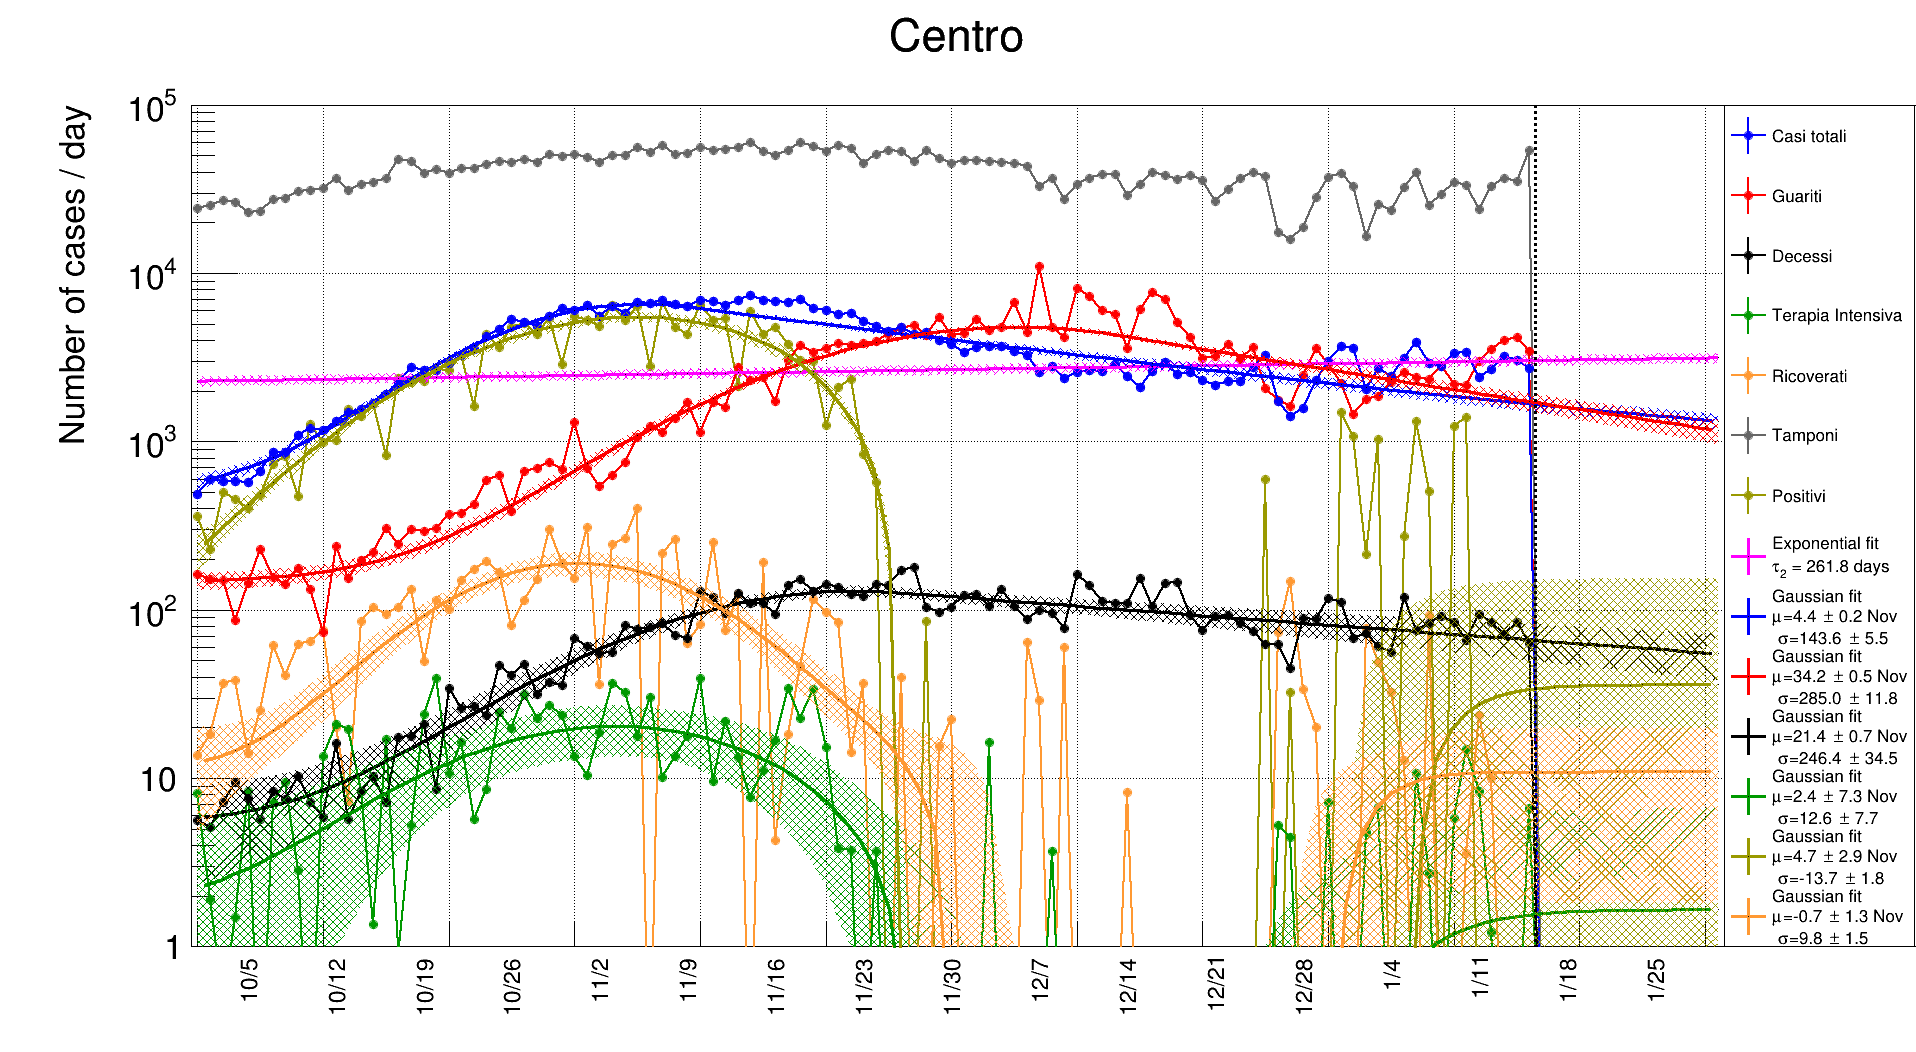 Centro
Number of cases / day
10^5
10^4
10^3
10^2
10
1
10/5
10/12
10/19
10/26
11/2
11/9
11/16
11/23
11/30
12/7
12/14
12/21
12/28
1/4
1/11
1/18
1/25
Casi totali
Guariti
Decessi
Terapia Intensiva
Ricoverati
Tamponi
Positivi
Exponential fit
τ₂ = 261.8 days
Gaussian fit
μ=4.4 ± 0.2 Nov
σ=143.6 ± 5.5
Gaussian fit
μ=34.2 ± 0.5 Nov
σ=285.0 ± 11.8
Gaussian fit
μ=21.4 ± 0.7 Nov
σ=246.4 ± 34.5
Gaussian fit
μ=2.4 ± 7.3 Nov
σ=12.6 ± 7.7
Gaussian fit
μ=4.7 ± 2.9 Nov
σ=-13.7 ± 1.8
Gaussian fit
μ=-0.7 ± 1.3 Nov
σ=9.8 ± 1.5